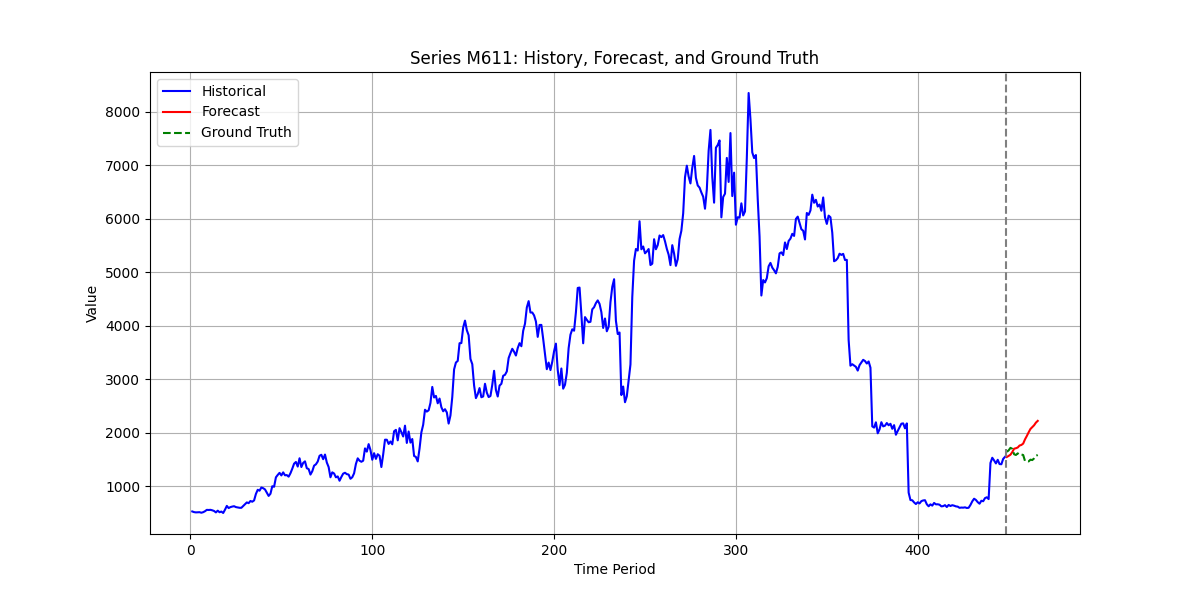 Series M611: History, Forecast, and Ground Truth
Historical
Forecast
Ground Truth
8000
7000
6000
5000
4000
3000
2000
1000
Value
0 100 200 300 400
Time Period